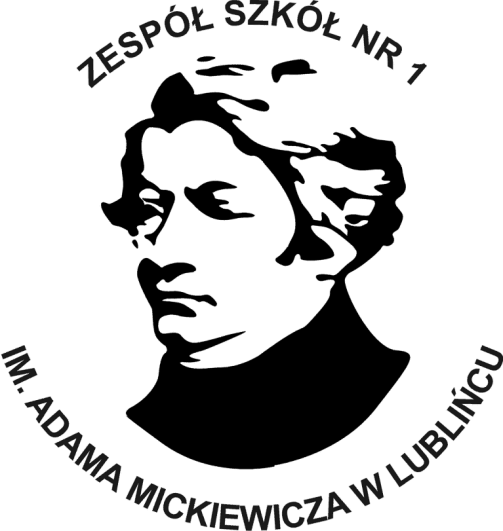 ZESPÓŁ SZKÓŁ NR 1
IM. ADAMA MICKIEWICZA W LUBLIŃCU